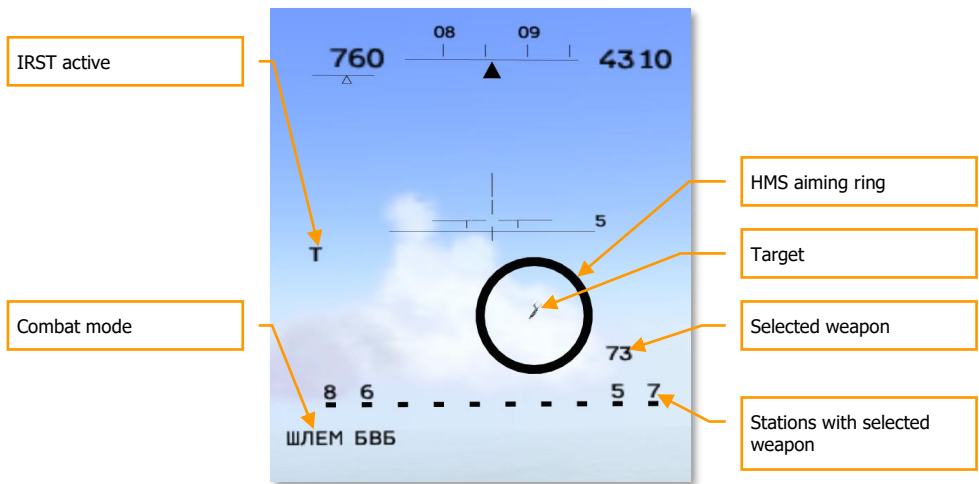 IRST active
Combat mode
08 09
760 4310
5
T
73
8 6 5 7
ШЛЕМ БВБ
HMS aiming ring
Target
Selected weapon
Stations with selected
weapon